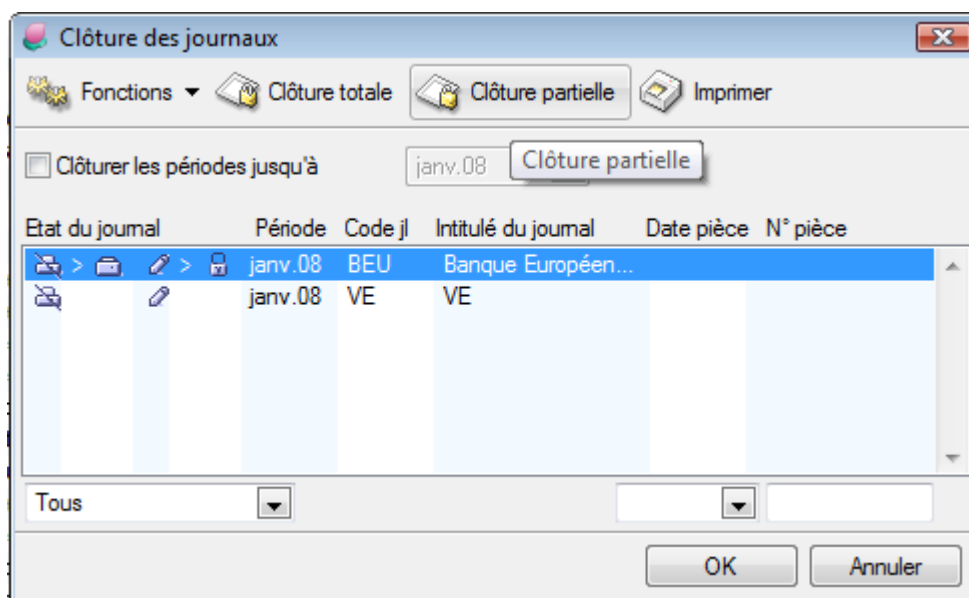 Clôture des journaux
Fonctions Clôture totale Clôture partielle Imprimer
Clôturer les périodes jusqu'à janv.08 Clôture partielle
Etat du journal Période Code jl Intitulé du journal Date pièce N° pièce
> > janv.08 BEU Banque Européen...
janv.08 VE VE
Tous
OK Annuler